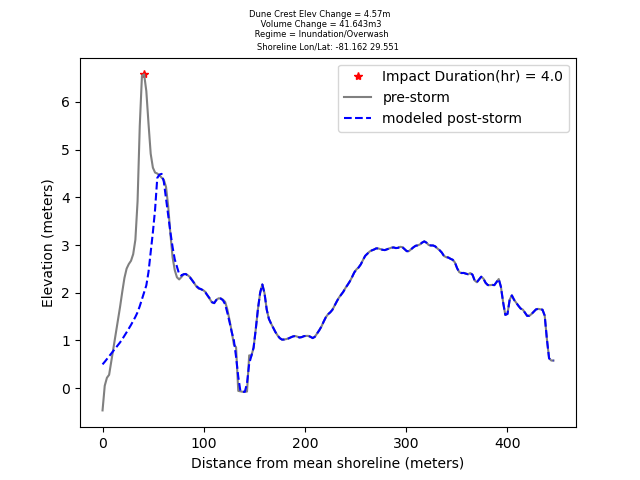 Dune Crest Elev Change = 4.57m
Volume Change = 41.643m3
Regime = Inundation/Overwash
Shoreline Lon/Lat: -81.162 29.551
Impact Duration(hr) = 4.0
pre-storm
modeled post-storm
Elevation (meters)
6
5
4
3
2
1
0
0 100 200 300 400
Distance from mean shoreline (meters)